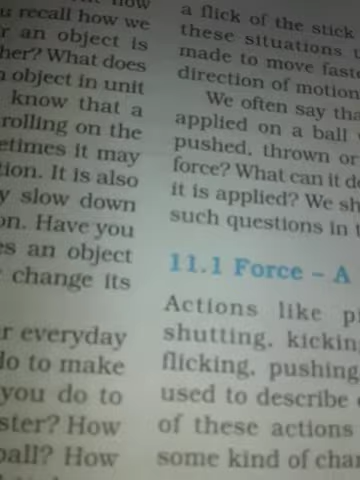 u recall how we
r an object is
her? What does
object in unit
know that a
rolling on the
etimes it may
tion. It is also
y slow down
on. Have you
es an object
change its
r everyday
do to make
you do to
ster? How
ball? How
a flick of the stick
these situations
made to move faste
direction of motion
We often say tha
applied on a ball
pushed, thrown or
force? What can it do
it is applied? We sh
such questions in t
11.1 Force – A
Actions like pi
shutting, kickin
flicking, pushing
used to describe
of these actions
some kind of chan